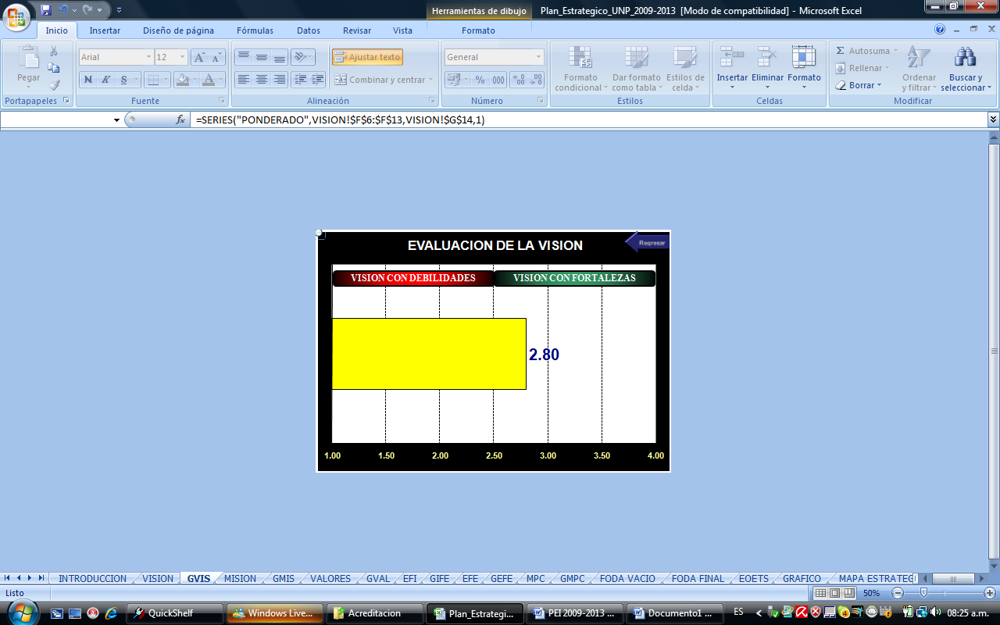 Herramientas de dibujo
Plan_Estrategico_UNP_2009-2013 [Modo de compatibilidad] - Microsoft Excel
Inicio Insertar Diseño de página Fórmulas Datos Revisar Vista Formato
Pegar
Portapapeles
Arial 12
N K S
Fuente
Ajustar texto
Combinar y centrar
Alineación
General
% 000
Número
Formato condicional
Dar formato como tabla
Estilos de celda
Estilos
Insertar Eliminar Formato
Celdas
Autosuma
Rellenar
Borrar
Ordenar y filtrar
Buscar y seleccionar
Modificar
fx =SERIES("PONDERADO",VISION!$F$6:$F$13,VISION!$G$14,1)
EVALUACION DE LA VISION
Regresar
VISION CON DEBILIDADES VISION CON FORTALEZAS
2.80
1.00 1.50 2.00 2.50 3.00 3.50 4.00
INTRODUCCION VISION GVIS MISION GMIS VALORES GVAL EFI GIFE EFE GEFE MPC GMPC FODA VACIO FODA FINAL EOETS GRAFICO MAPA ESTRATEG
Listo
50%
QuickShelf
Windows Live...
Acreditacion
Plan_Estrategi...
PEI 2009-2013 ...
Documento1 ...
ES
08:25 a.m.